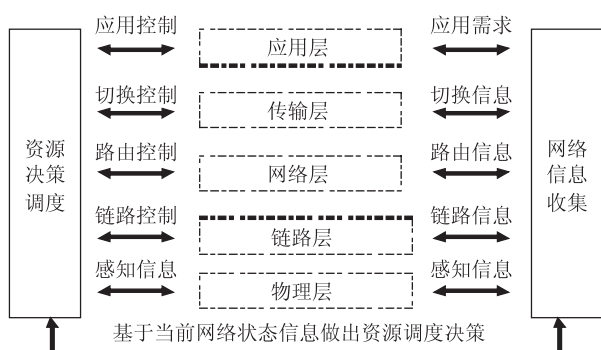 应用控制
应用层
应用需求
切换控制
传输层
切换信息
资源
决策
调度
路由控制
网络层
路由信息
网络
信息
收集
链路控制
链路层
链路信息
感知信息
物理层
感知信息
基于当前网络状态信息做出资源调度决策